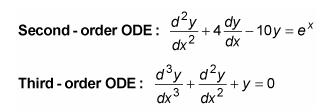 Second-order ODE: d²y/dx² + 4 dy/dx − 10y = eˣ
Third-order ODE: d³y/dx³ + d²y/dx² + y = 0